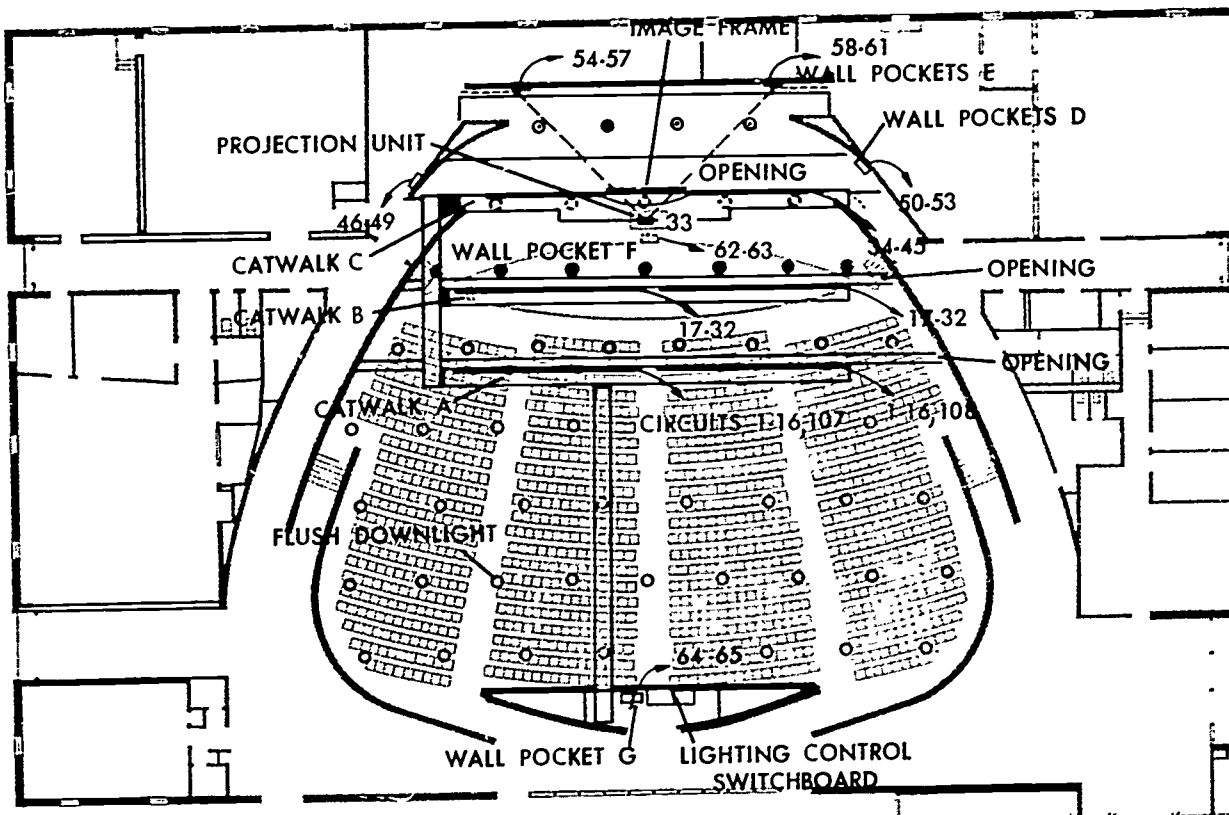 IMAGE FRAME
54-57
58-61
WALL POCKETS E
WALL POCKETS D
PROJECTION UNIT
OPENING
46-49
50-53
33
34-45
WALL POCKET F
62-63
CATWALK C
OPENING
CATWALK B
17-32
17-32
OPENING
CATWALK A
CIRCUITS 1-16,107
1-16,108
FLUSH DOWNLIGHT
64-65
WALL POCKET G
LIGHTING CONTROL
SWITCHBOARD